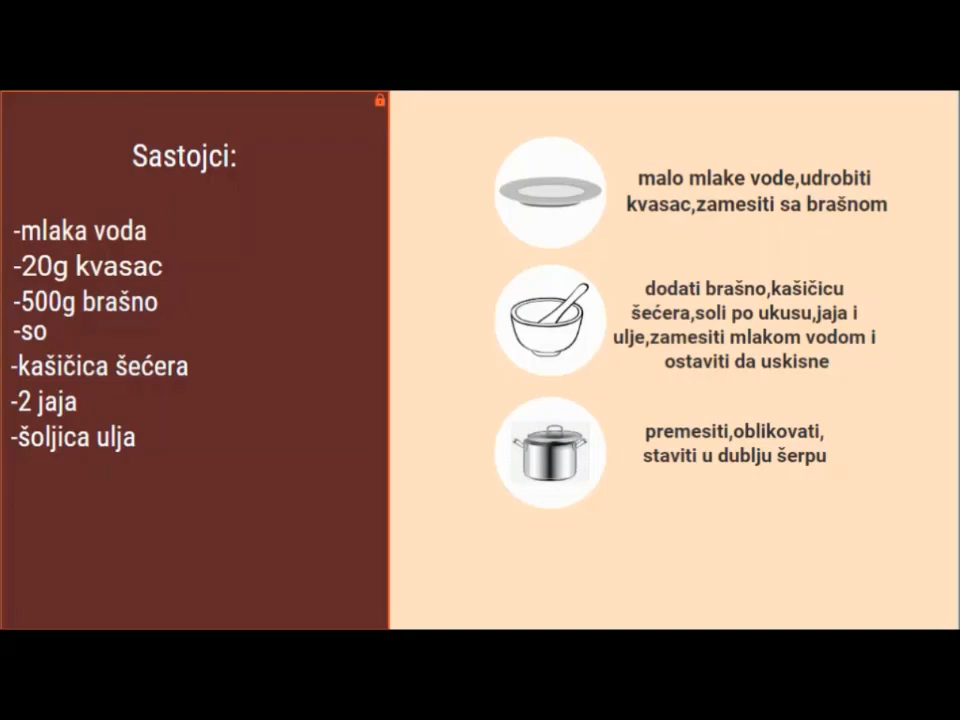 Sastojci:
-mlaka voda
-20g kvasac
-500g brašno
-so
-kašičica šećera
-2 jaja
-šoljica ulja
malo mlake vode,udrobiti
kvasac,zamesiti sa brašnom
dodati brašno,kašičicu
šećera,soli po ukusu,jaja i
ulje,zamesiti mlakom vodom i
ostaviti da uskisne
premesiti,oblikovati,
staviti u dublju šerpu